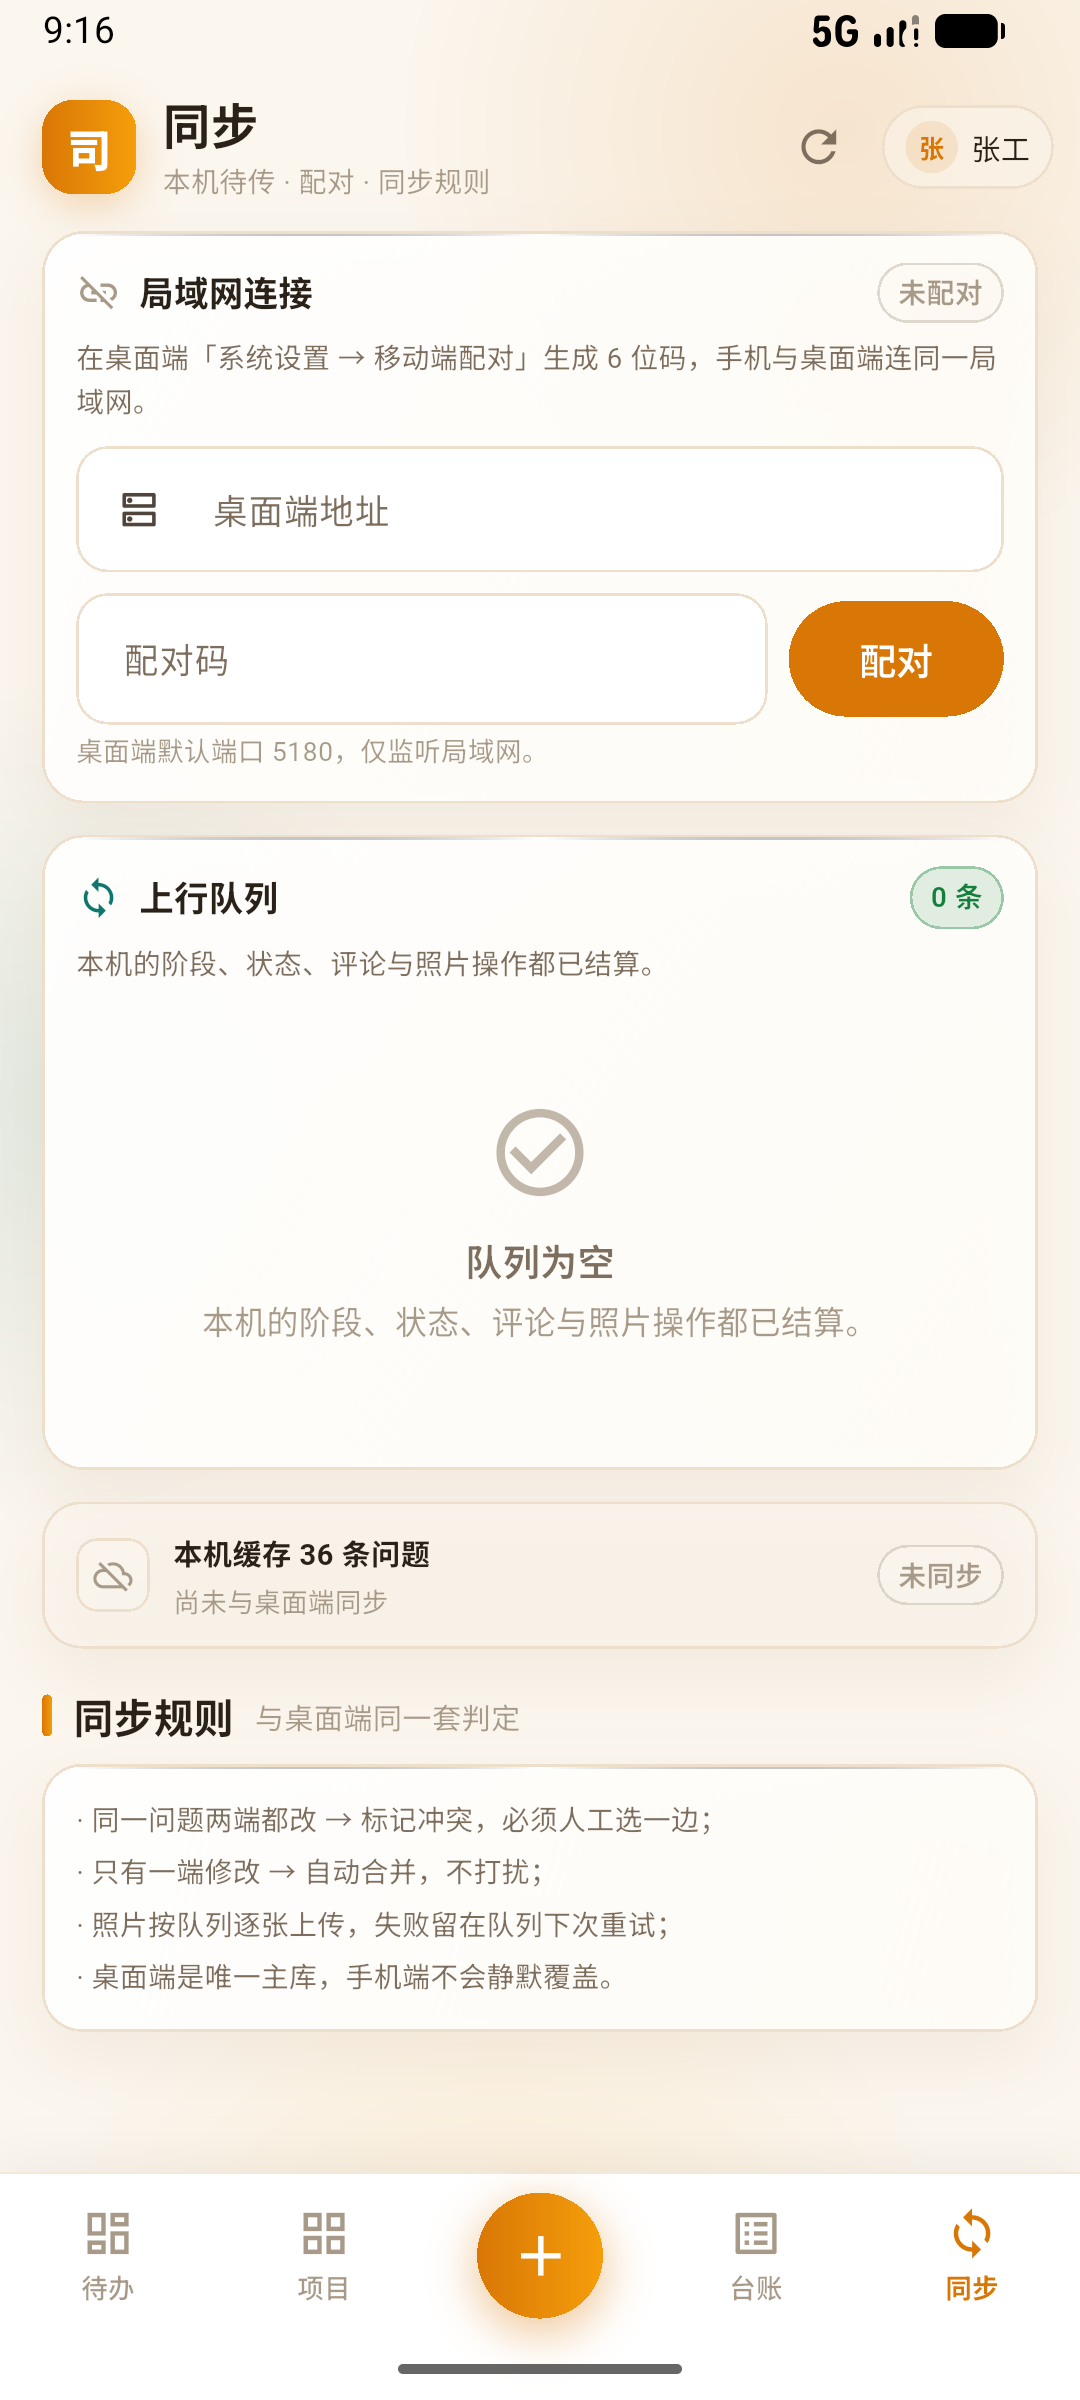 9:16
5G
司
同步
本机待传 · 配对 · 同步规则
张
张工
局域网连接
未配对
在桌面端「系统设置 → 移动端配对」生成 6 位码，手机与桌面端连同一局
域网。
桌面端地址
配对码
配对
桌面端默认端口 5180，仅监听局域网。
上行队列
0 条
本机的阶段、状态、评论与照片操作都已结算。
队列为空
本机的阶段、状态、评论与照片操作都已结算。
本机缓存 36 条问题
尚未与桌面端同步
未同步
同步规则
与桌面端同一套判定
· 同一问题两端都改 → 标记冲突，必须人工选一边；
· 只有一端修改 → 自动合并，不打扰；
· 照片按队列逐张上传，失败留在队列下次重试；
· 桌面端是唯一主库，手机端不会静默覆盖。
待办
项目
台账
同步